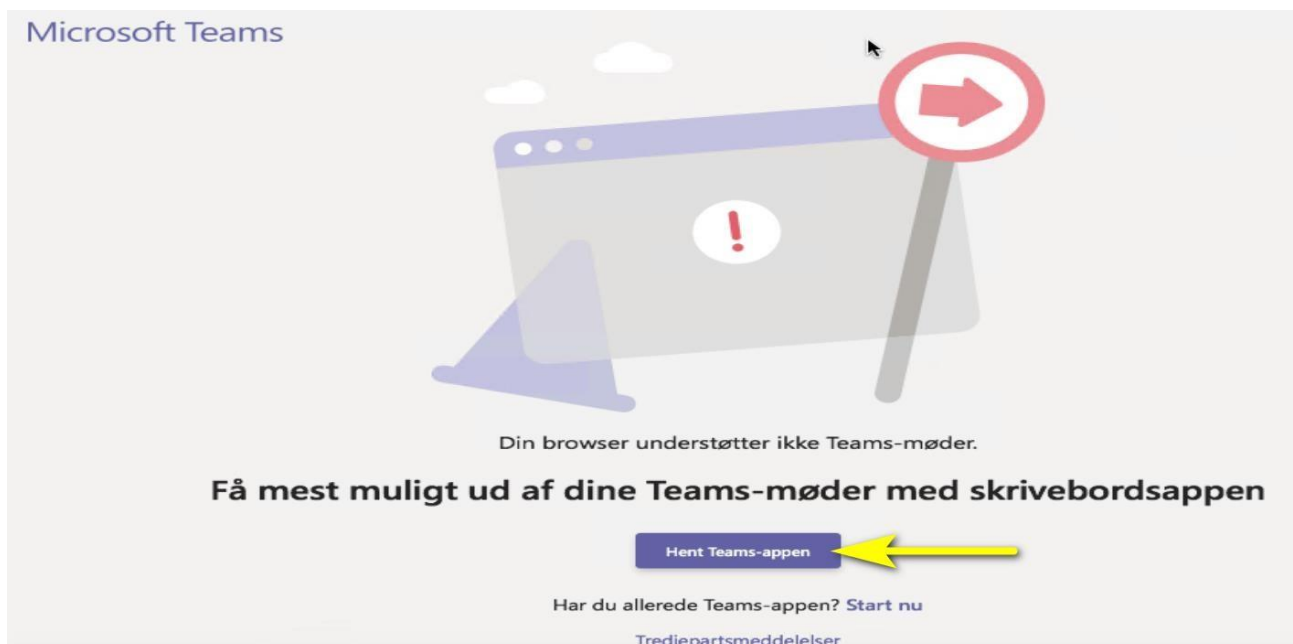 Microsoft Teams
Din browser understøtter ikke Teams-møder.
Få mest muligt ud af dine Teams-møder med skrivebordsappen
Hent Teams-appen
Har du allerede Teams-appen? Start nu
Tredjepartsmeddelelser